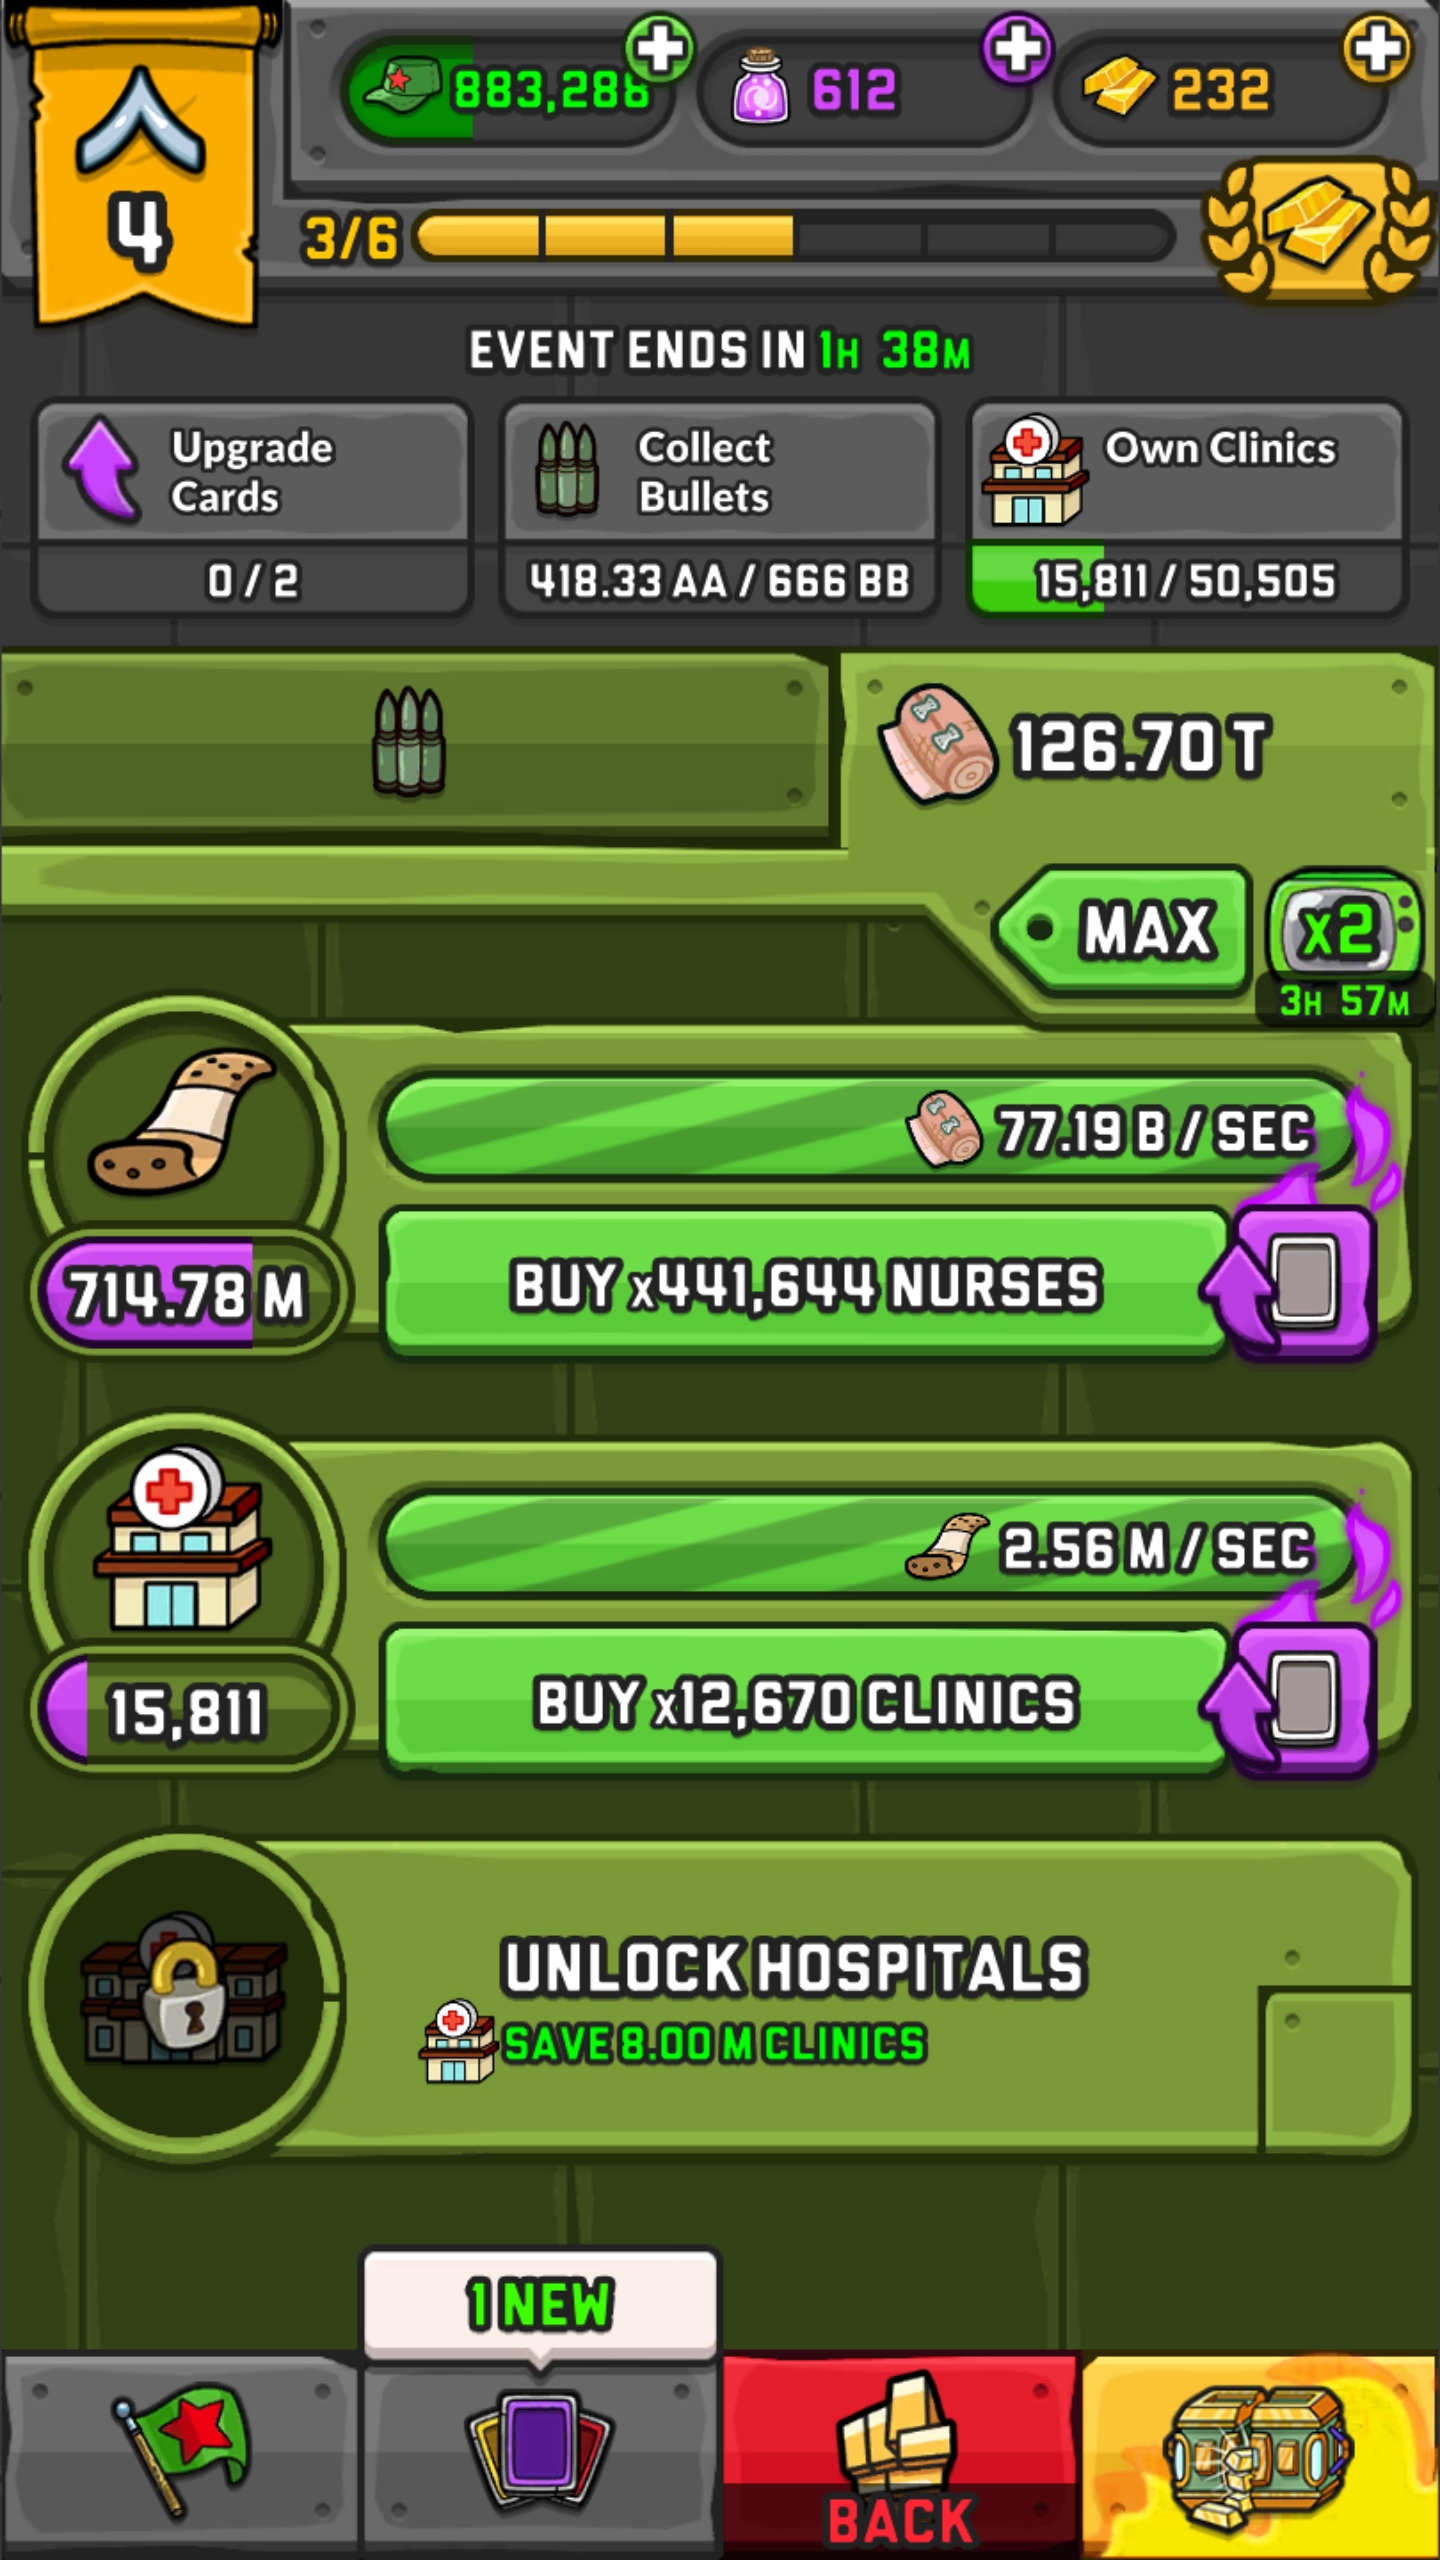 4
883,288
612
232
3/6
EVENT ENDS IN 1H 38M
Upgrade
Cards
0 / 2
Collect
Bullets
418.33 AA / 666 BB
Own Clinics
15,811 / 50,505
126.70 T
MAX
x2
3H 57M
77.19 B / SEC
714.78 M
BUY x441,644 NURSES
2.56 M / SEC
15,811
BUY x12,670 CLINICS
UNLOCK HOSPITALS
SAVE 8.00 M CLINICS
1 NEW
BACK